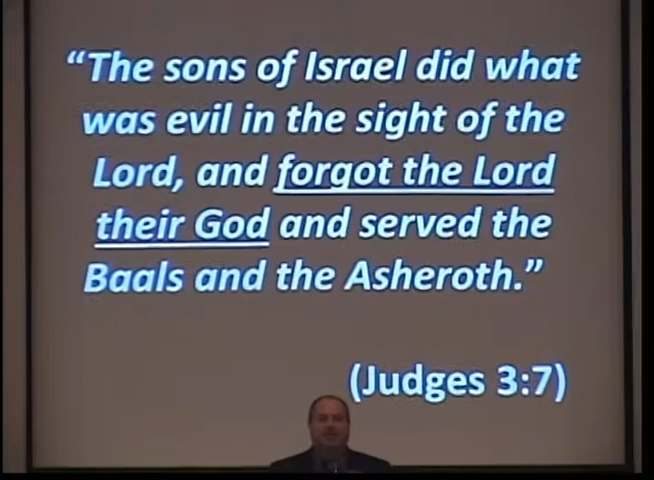 “The sons of Israel did what
was evil in the sight of the
Lord, and forgot the Lord
their God and served the
Baals and the Asheroth.”
(Judges 3:7)